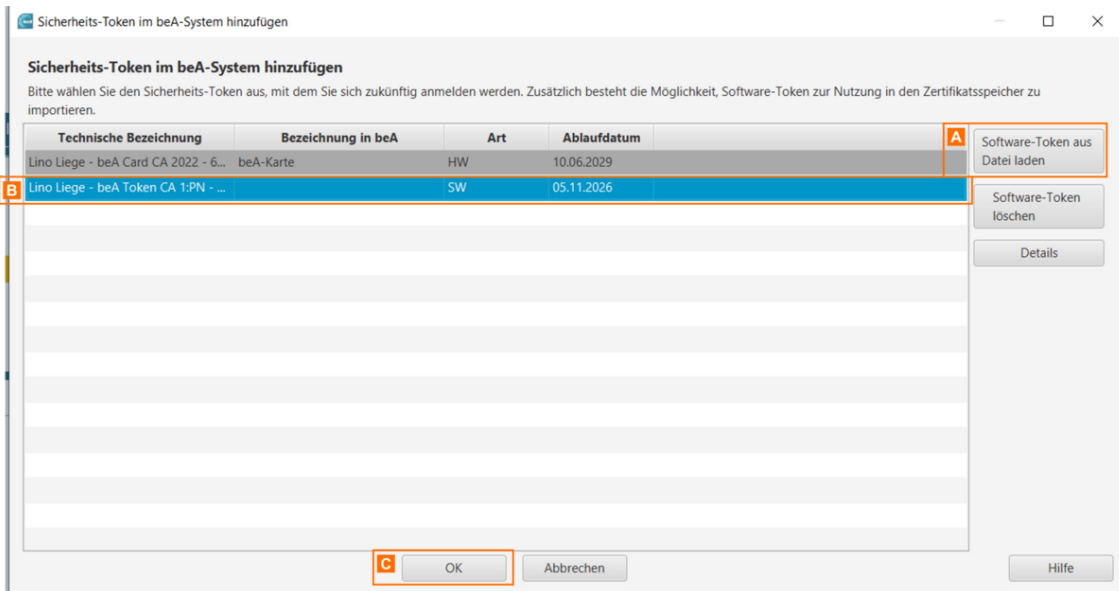 Sicherheits-Token im beA-System hinzufügen
Sicherheits-Token im beA-System hinzufügen
Bitte wählen Sie den Sicherheits-Token aus, mit dem Sie sich zukünftig anmelden werden. Zusätzlich besteht die Möglichkeit, Software-Token zur Nutzung in den Zertifikatsspeicher zu
importieren.
Technische Bezeichnung Bezeichnung in beA Art Ablaufdatum
A Software-Token aus
Datei laden
Lino Liege - beA Card CA 2022 - 6... beA-Karte HW 10.06.2029
B Lino Liege - beA Token CA 1:PN - ... SW 05.11.2026
Software-Token
löschen
Details
C OK Abbrechen Hilfe